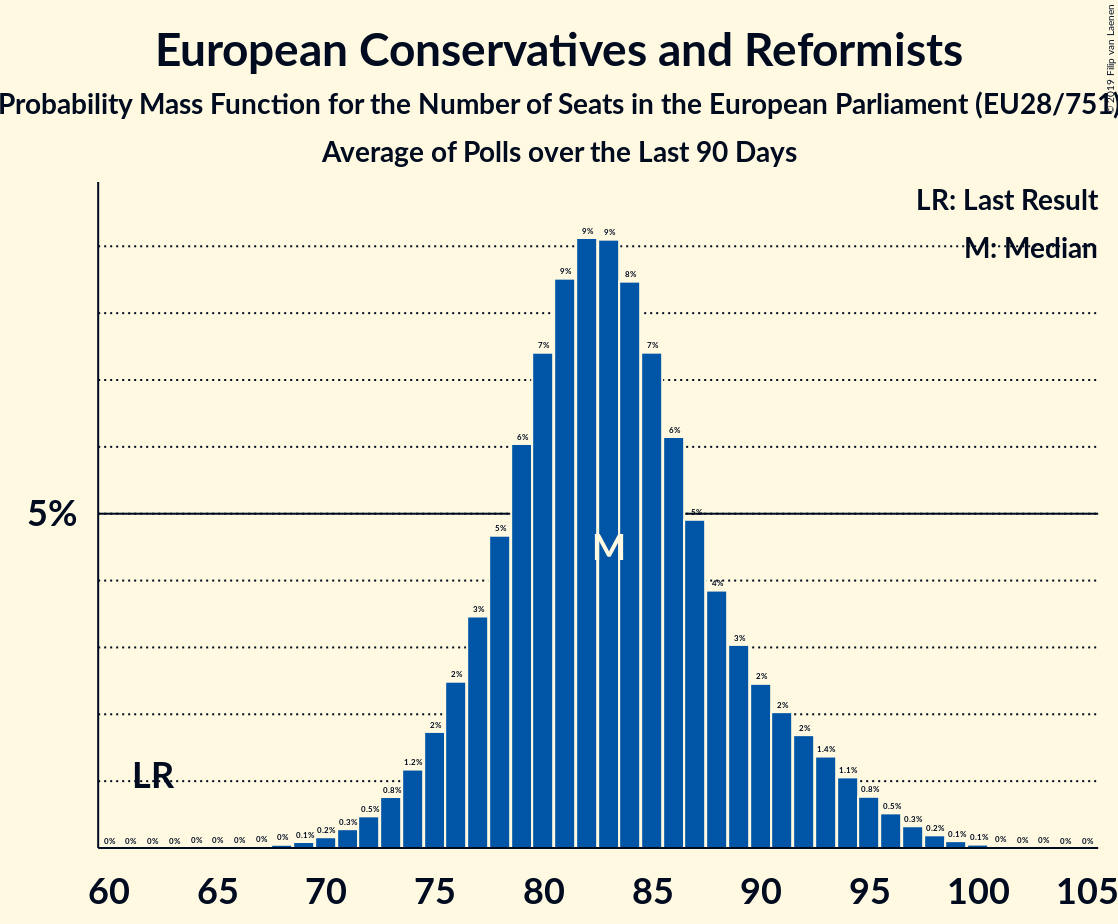 European Conservatives and Reformists
Probability Mass Function for the Number of Seats in the European Parliament (EU28/751)
Average of Polls over the Last 90 Days
© 2019 Filip van Laenen
LR: Last Result
M: Median
9% 9%
9% 8%
7% 7%
6% 6%
5%
5% 5%
M
4%
3% 3%
2% 2%
2% 2% 2%
LR
1.2% 1.4% 1.1%
0.8% 0.8%
0.5% 0.5%
0.3% 0.3%
0.2% 0.2%
0% 0% 0% 0% 0% 0% 0% 0% 0% 0.1% 0.1% 0.1% 0% 0% 0% 0% 0%
60 65 70 75 80 85 90 95 100 105